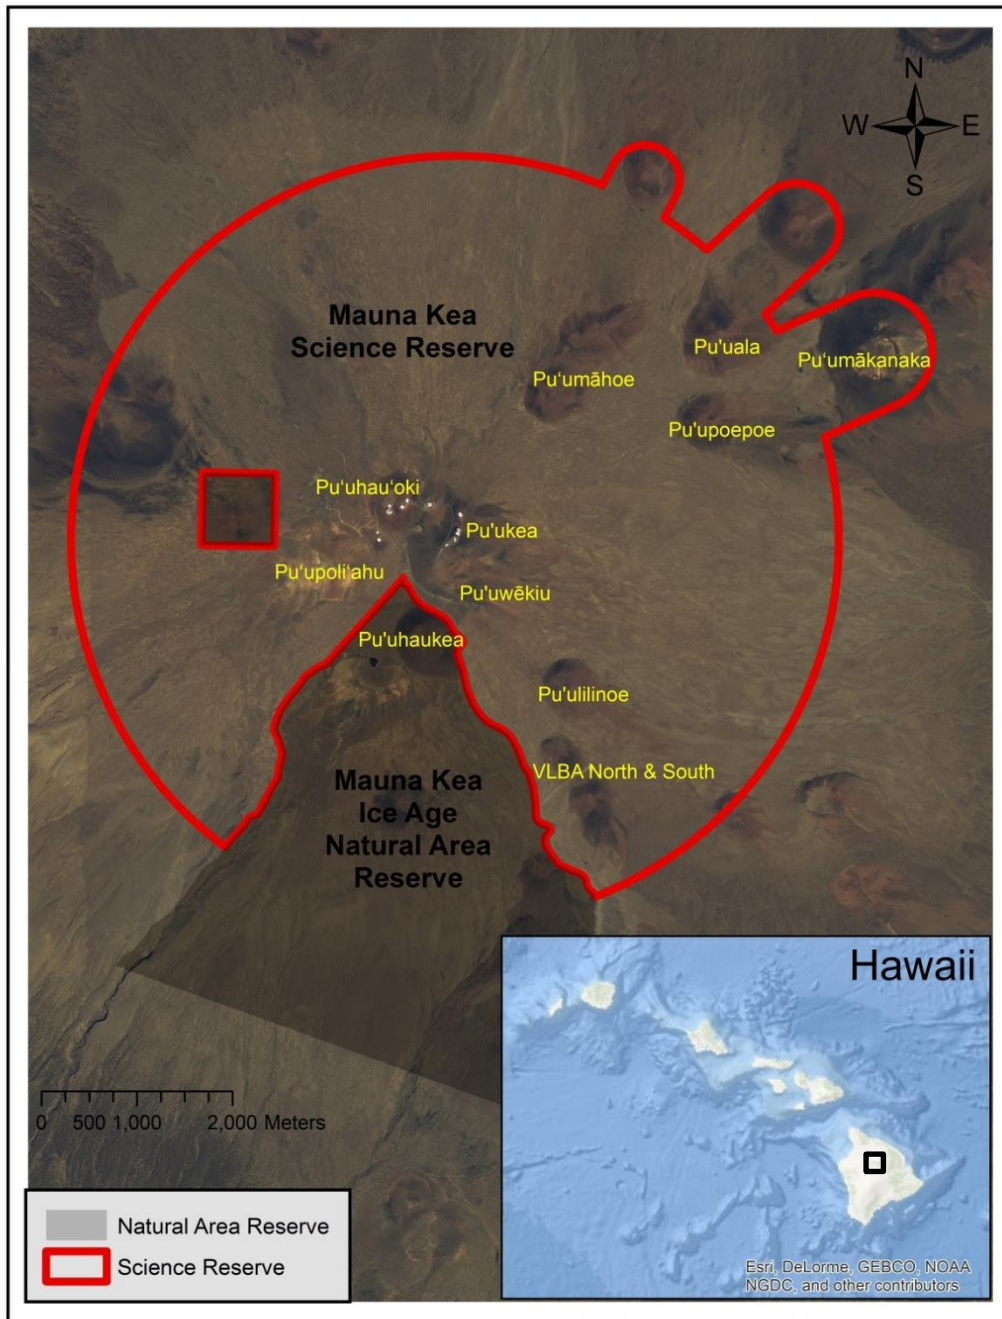 N
W E
S
Mauna Kea
Science Reserve
Pu'uala
Pu‘umākanaka
Pu‘umāhoe
Pu'upoepoe
Pu‘uhau‘oki
Pu'ukea
Pu‘upoli‘ahu
Pu'uwēkiu
Pu'uhaukea
Pu'ulilinoe
VLBA North & South
Mauna Kea
Ice Age
Natural Area
Reserve
Hawaii
0 500 1,000 2,000 Meters
Natural Area Reserve
Science Reserve
Esri, DeLorme, GEBCO, NOAA
NGDC, and other contributors